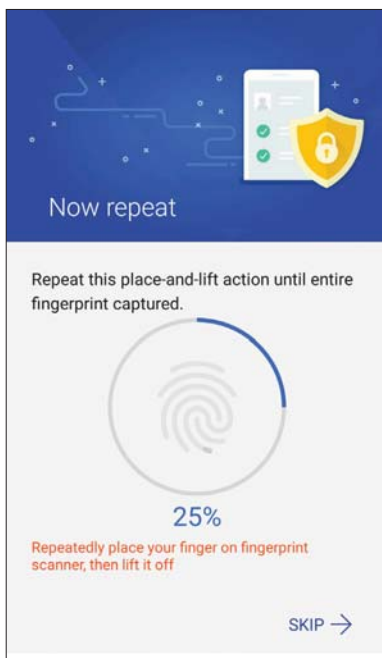 Now repeat
Repeat this place-and-lift action until entire
fingerprint captured.
25%
Repeatedly place your finger on fingerprint
scanner, then lift it off
SKIP